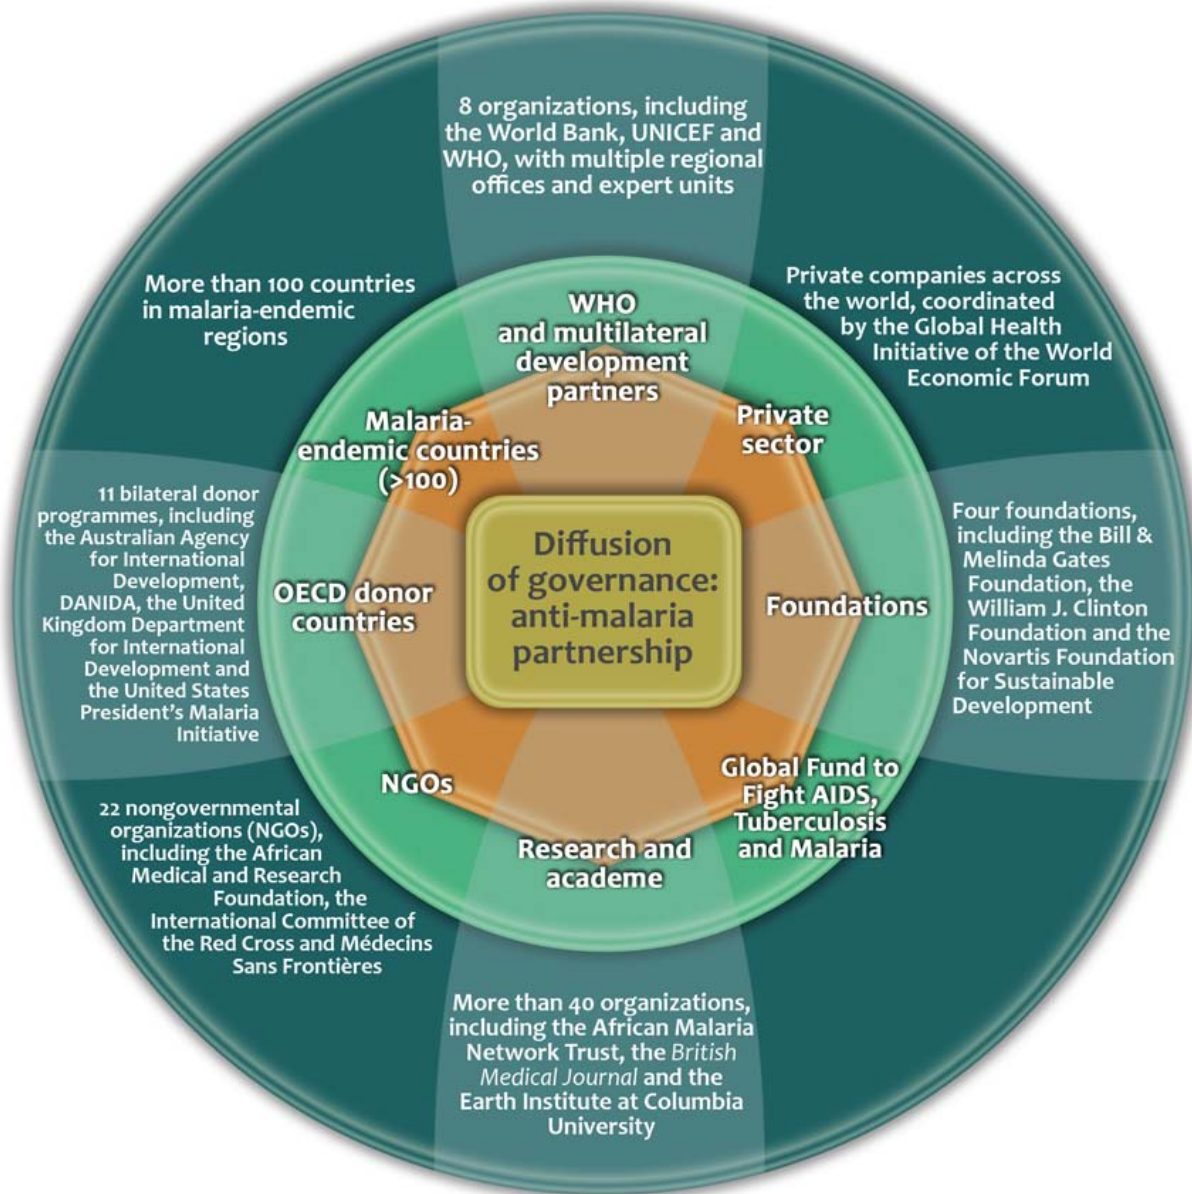 8 organizations, including
the World Bank, UNICEF and
WHO, with multiple regional
offices and expert units
More than 100 countries
in malaria-endemic
regions
Private companies across
the world, coordinated
by the Global Health
Initiative of the World
Economic Forum
WHO
and multilateral
development
partners
Malaria-
endemic countries
(>100)
Private
sector
11 bilateral donor
programmes, including
the Australian Agency
for International
Development,
DANIDA, the United
Kingdom Department
for International
Development and
the United States
President's Malaria
Initiative
OECD donor
countries
Diffusion
of governance:
anti-malaria
partnership
Foundations
Four foundations,
including the Bill &
Melinda Gates
Foundation, the
William J. Clinton
Foundation and the
Novartis Foundation
for Sustainable
Development
NGOs
Global Fund to
Fight AIDS,
Tuberculosis
and Malaria
22 nongovernmental
organizations (NGOs),
including the African
Medical and Research
Foundation, the
International Committee of
the Red Cross and Médecins
Sans Frontières
Research and
academe
More than 40 organizations,
including the African Malaria
Network Trust, the British
Medical Journal and the
Earth Institute at Columbia
University